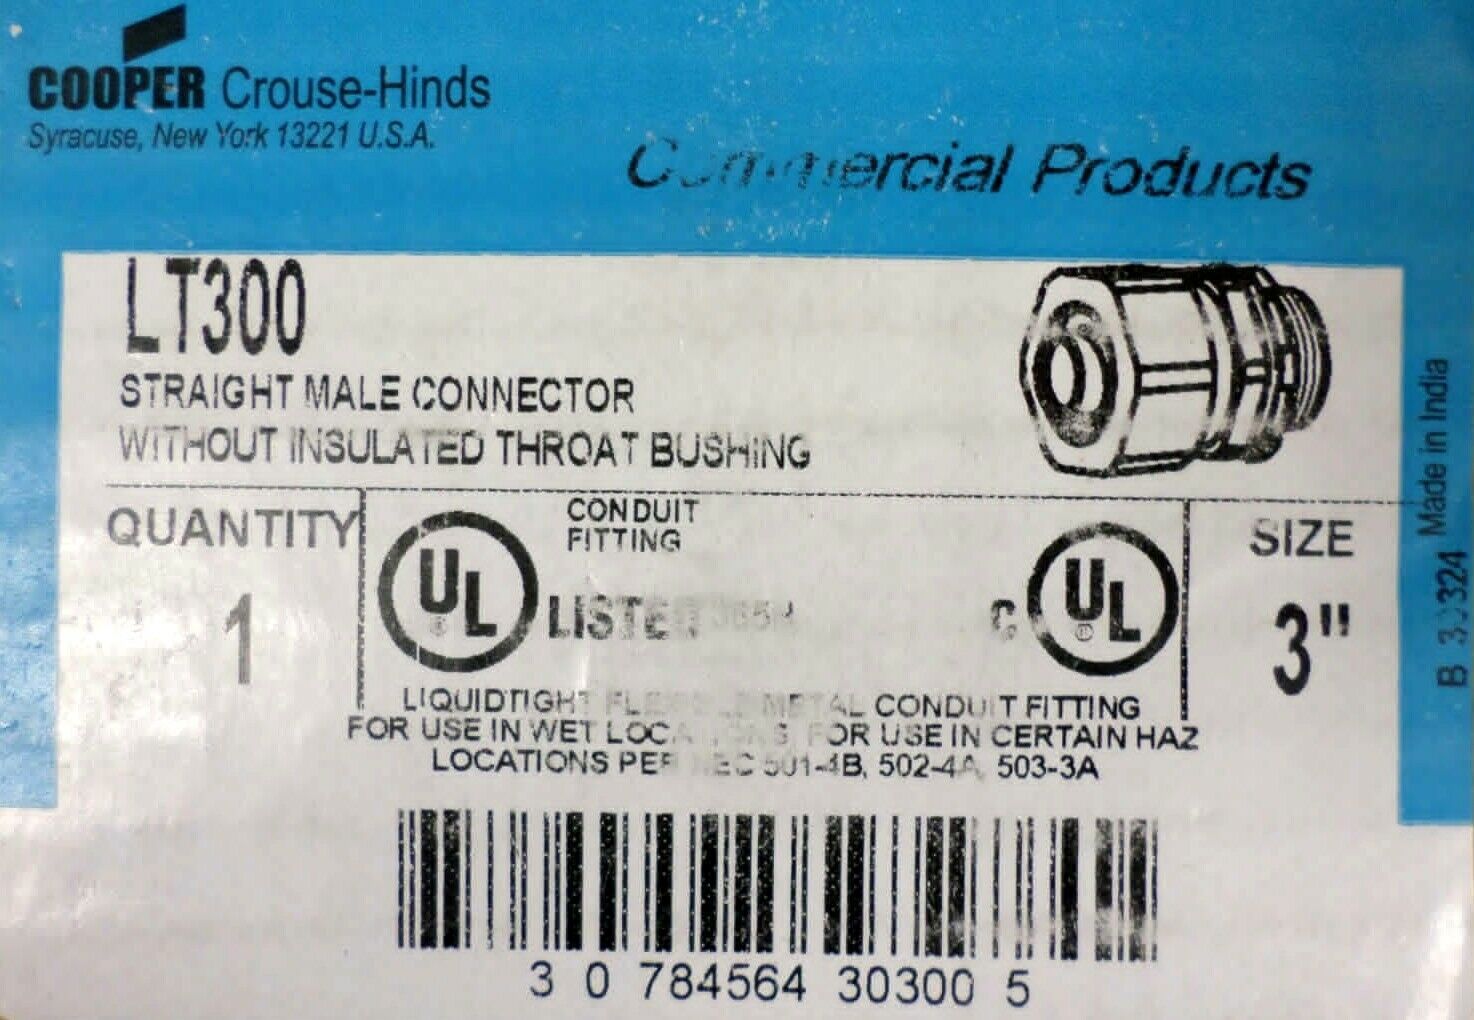 COOPER Crouse-Hinds
Syracuse, New York 13221 U.S.A.
Commercial Products
LT300
STRAIGHT MALE CONNECTOR
WITHOUT INSULATED THROAT BUSHING
QUANTITY
1
UL
®
CONDUIT
FITTING
LISTED
C UL
®
SIZE
3"
LIQUIDTIGHT FLEXIBLE METAL CONDUIT FITTING
FOR USE IN WET LOCATIONS, FOR USE IN CERTAIN HAZ
LOCATIONS PER NEC 501-4B, 502-4A, 503-3A
3 0 784564 30300 5
B Made in India